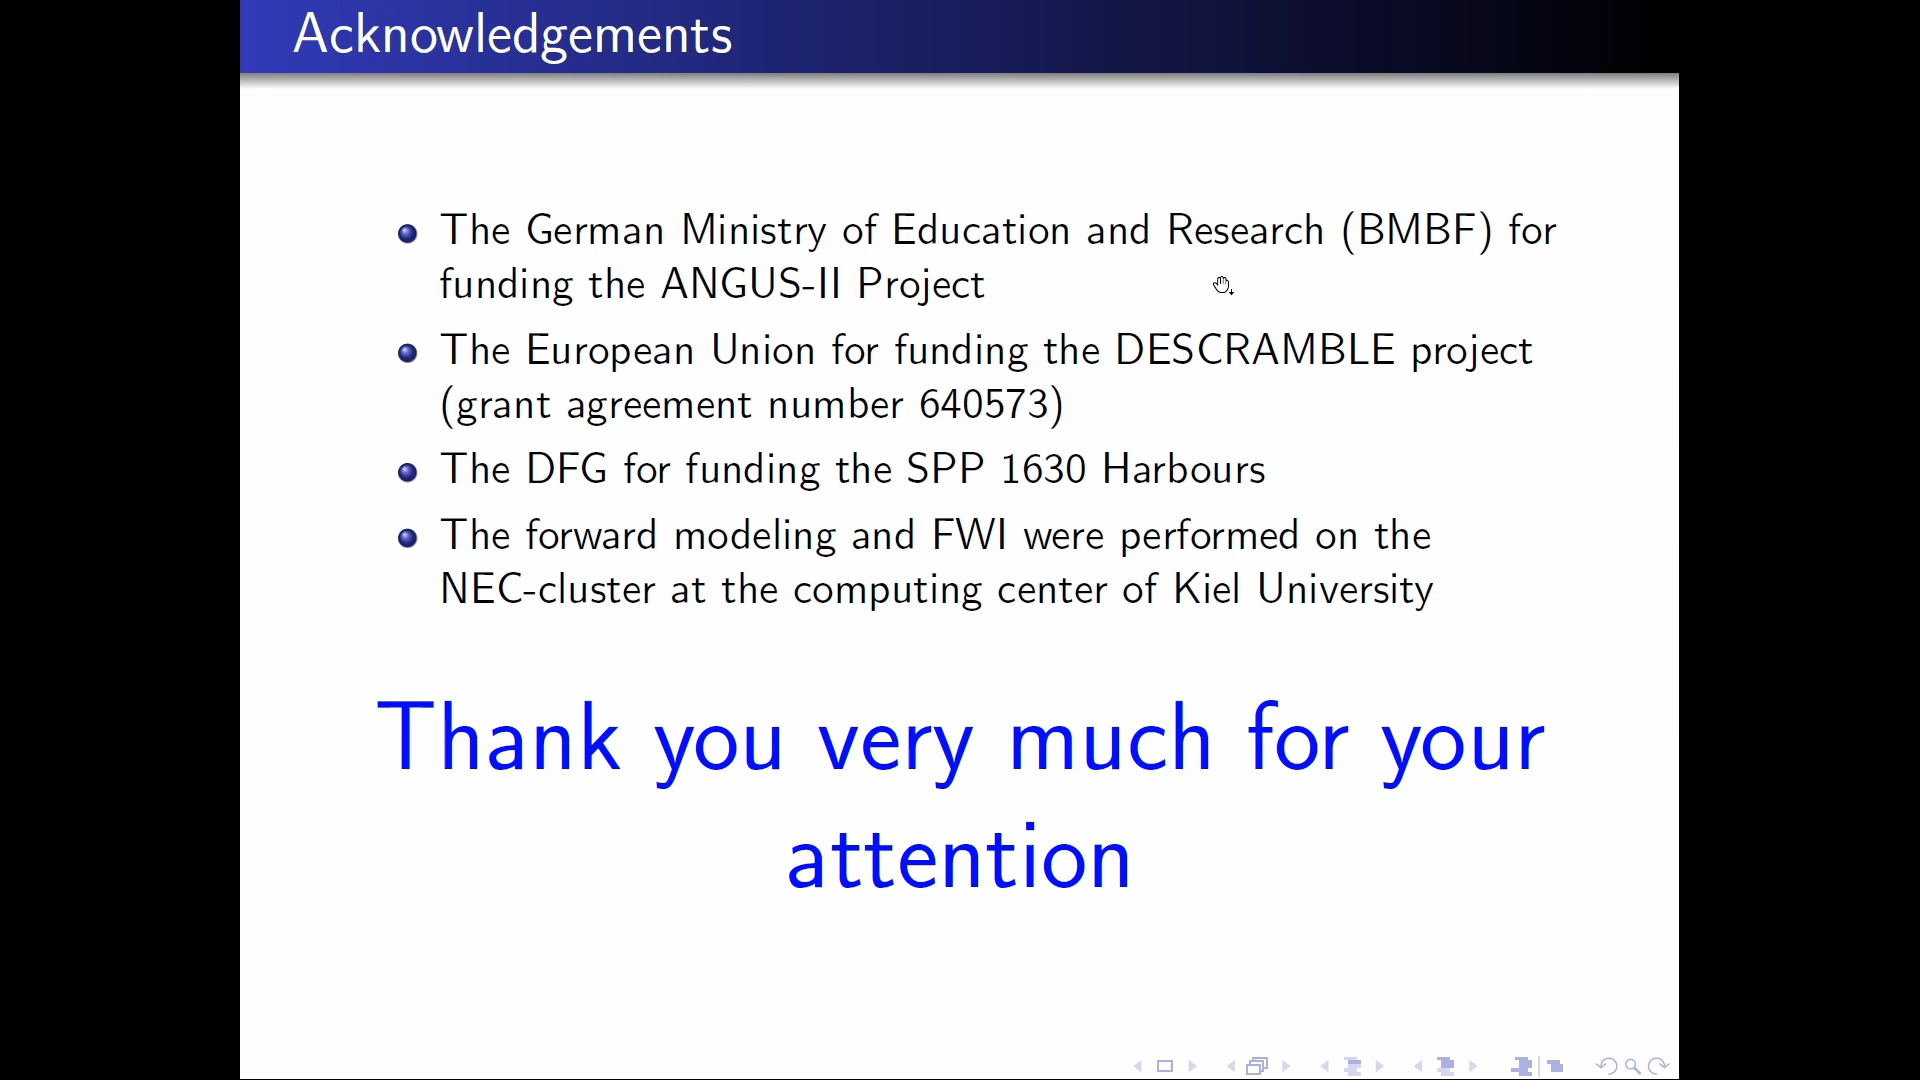 Acknowledgements
The German Ministry of Education and Research (BMBF) for
funding the ANGUS-II Project
The European Union for funding the DESCRAMBLE project
(grant agreement number 640573)
The DFG for funding the SPP 1630 Harbours
The forward modeling and FWI were performed on the
NEC-cluster at the computing center of Kiel University
Thank you very much for your
attention